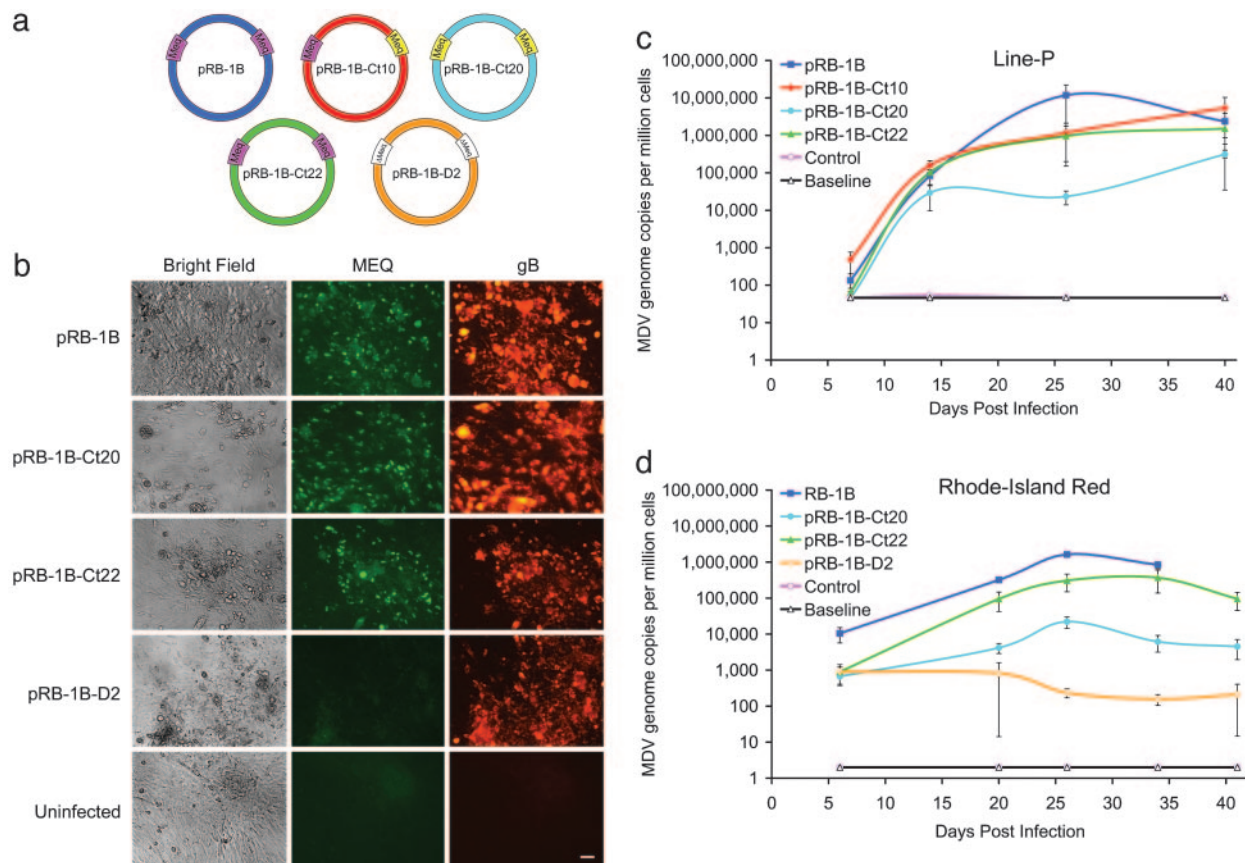 a
Meq
pRB-1B
Meq
Meq
pRB-1B-Ct10
Meq
Meq
pRB-1B-Ct20
Meq
Meq
pRB-1B-Ct22
ΔMeq
pRB-1B-D2
ΔMeq
b
Bright Field
MEQ
gB
pRB-1B
pRB-1B-Ct20
pRB-1B-Ct22
pRB-1B-D2
Uninfected
c
Line-P
MDV genome copies per million cells
100,000,000
10,000,000
1,000,000
100,000
10,000
1,000
100
10
1
pRB-1B
pRB-1B-Ct10
pRB-1B-Ct20
pRB-1B-Ct22
Control
Baseline
0 5 10 15 20 25 30 35 40
Days Post Infection
d
Rhode-Island Red
MDV genome copies per million cells
100,000,000
10,000,000
1,000,000
100,000
10,000
1,000
100
10
1
RB-1B
pRB-1B-Ct20
pRB-1B-Ct22
pRB-1B-D2
Control
Baseline
0 5 10 15 20 25 30 35 40
Days Post Infection